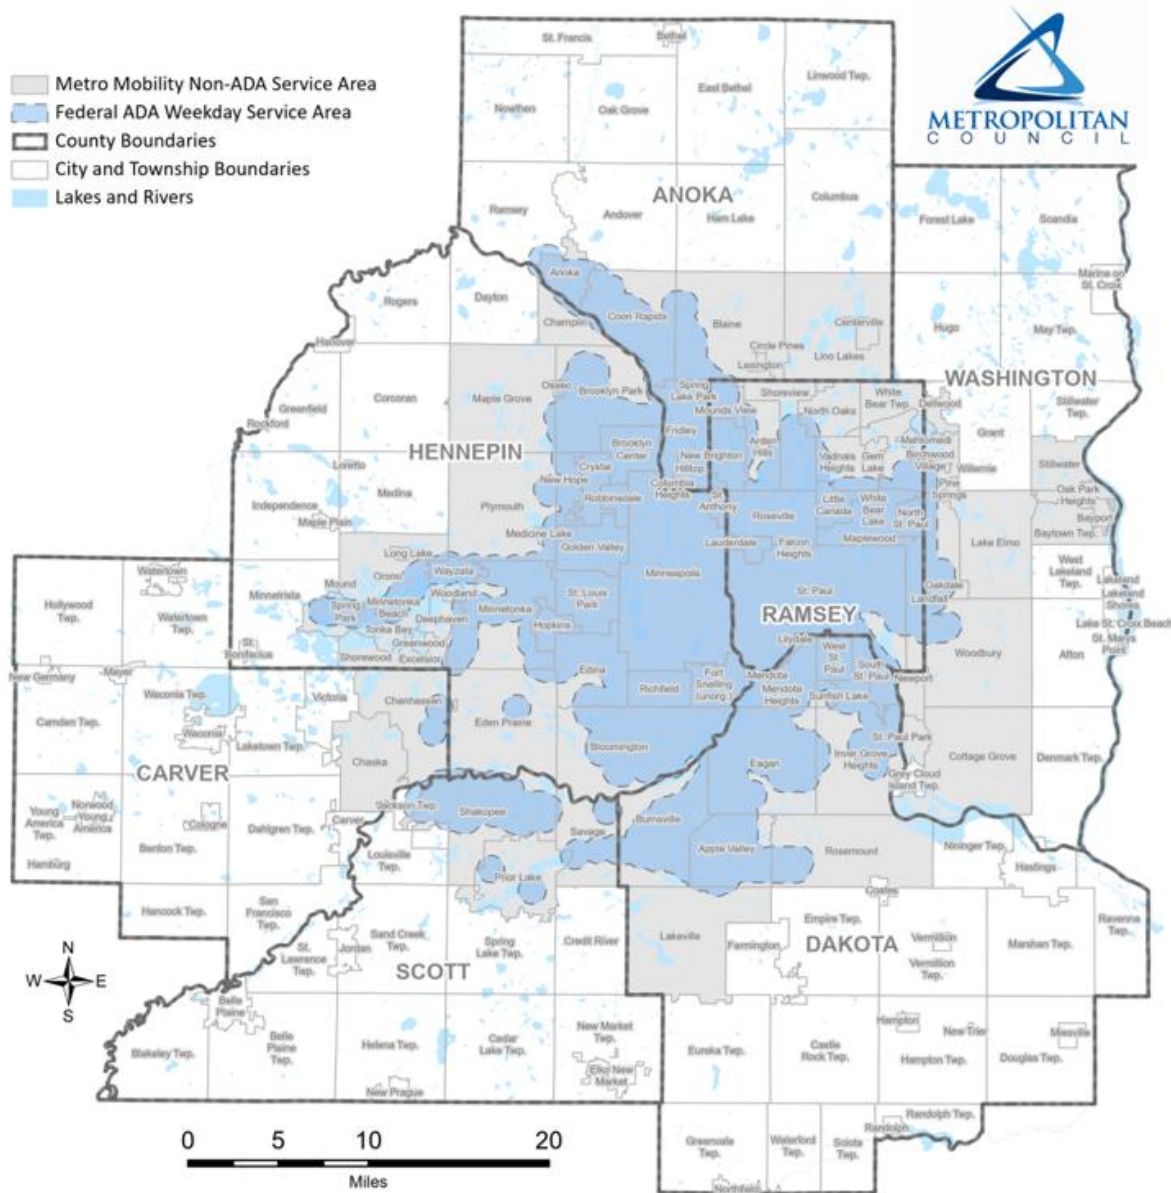 Metro Mobility Non-ADA Service Area
Federal ADA Weekday Service Area
County Boundaries
City and Township Boundaries
Lakes and Rivers
METROPOLITAN
COUNCIL
St. Francis
Bethel
Linwood Twp.
Nowthen
Oak Grove
East Bethel
ANOKA
Ramsey
Andover
Ham Lake
Columbus
Forest Lake
Scandia
Marine on
St. Croix
Rogers
Dayton
Anoka
Champlin
Coon Rapids
Blaine
Centerville
Circle Pines
Lexington
Lino Lakes
Hugo
May Twp.
Hanover
WASHINGTON
Corcoran
Maple Grove
Osseo
Brooklyn Park
Spring
Lake Park
Mounds View
Shoreview
North Oaks
White
Bear Twp.
Dellwood
Stillwater
Twp.
Greenfield
Rockford
Grant
HENNEPIN
Brooklyn
Center
Fridley
New Brighton
Arden
Hills
Vadnais
Heights
Gem
Lake
Mahtomedi
Birchwood
Village
Willernie
Pine
Springs
Stillwater
Oak Park
Heights
Bayport
Baytown Twp.
Loretto
Medina
Crystal
New Hope
Robbinsdale
Hilltop
Columbia
Heights
St.
Anthony
Independence
Maple Plain
Plymouth
Medicine Lake
Golden Valley
Roseville
Little
Canada
White
Bear
Lake
North
St. Paul
Maplewood
Lake Elmo
Lauderdale
Falcon
Heights
West
Lakeland
Twp.
Lakeland
Lakeland
Shores
Lake St. Croix Beach
St. Marys
Point
Long Lake
Orono
Wayzata
Woodland
Mound
Minnetrista
Spring
Park
Minnetonka
Beach
Deephaven
Minnetonka
Tonka Bay
Greenwood
Shorewood
Excelsior
St. Louis
Park
Hopkins
Minneapolis
St. Paul
RAMSEY
Oakdale
Landfall
Woodbury
Afton
Watertown
Hollywood
Twp.
Watertown
Twp.
St.
Bonifacius
Lilydale
West
St.
Paul
South
St. Paul
Newport
Mendota
Mendota
Heights
Sunfish Lake
New Germany
Mayer
Waconia Twp.
Victoria
Chanhassen
Edina
Richfield
Fort
Snelling
(unorg.)
Camden Twp.
Waconia
Laketown Twp.
Eden Prairie
Bloomington
St. Paul Park
Inver Grove
Heights
Cottage Grove
Denmark Twp.
Grey Cloud
Island Twp.
Eagan
CARVER
Chaska
Young
America
Twp.
Norwood
Young
America
Cologne
Dahlgren Twp.
Carver
Jackson Twp.
Shakopee
Savage
Burnsville
Apple Valley
Rosemount
Nininger Twp.
Hastings
Hamburg
Benton Twp.
Louisville
Twp.
Prior Lake
Coates
Hancock Twp.
San
Francisco
Twp.
St.
Lawrence
Twp.
Jordan
Sand Creek
Twp.
SCOTT
Spring
Lake Twp.
Credit River
Lakeville
Farmington
Empire Twp.
DAKOTA
Vermillion
Vermillion
Twp.
Marshan Twp.
Ravenna
Twp.
N
W
E
S
Belle
Plaine
Blakeley Twp.
Belle
Plaine
Twp.
Helena Twp.
Cedar
Lake Twp.
New Market
Twp.
Elko New
Market
New Prague
Eureka Twp.
Castle
Rock Twp.
Hampton
New Trier
Hampton Twp.
Miesville
Douglas Twp.
Randolph Twp.
Randolph
Greenvale
Twp.
Waterford
Twp.
Sciota
Twp.
Northfield
0
5
10
20
Miles